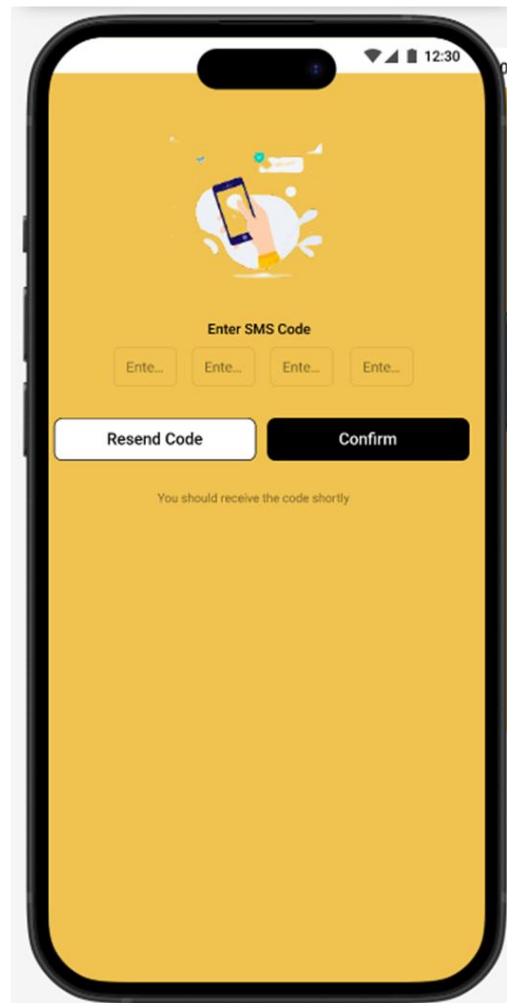 12:30
Enter SMS Code
Ente... Ente... Ente... Ente...
Resend Code Confirm
You should receive the code shortly